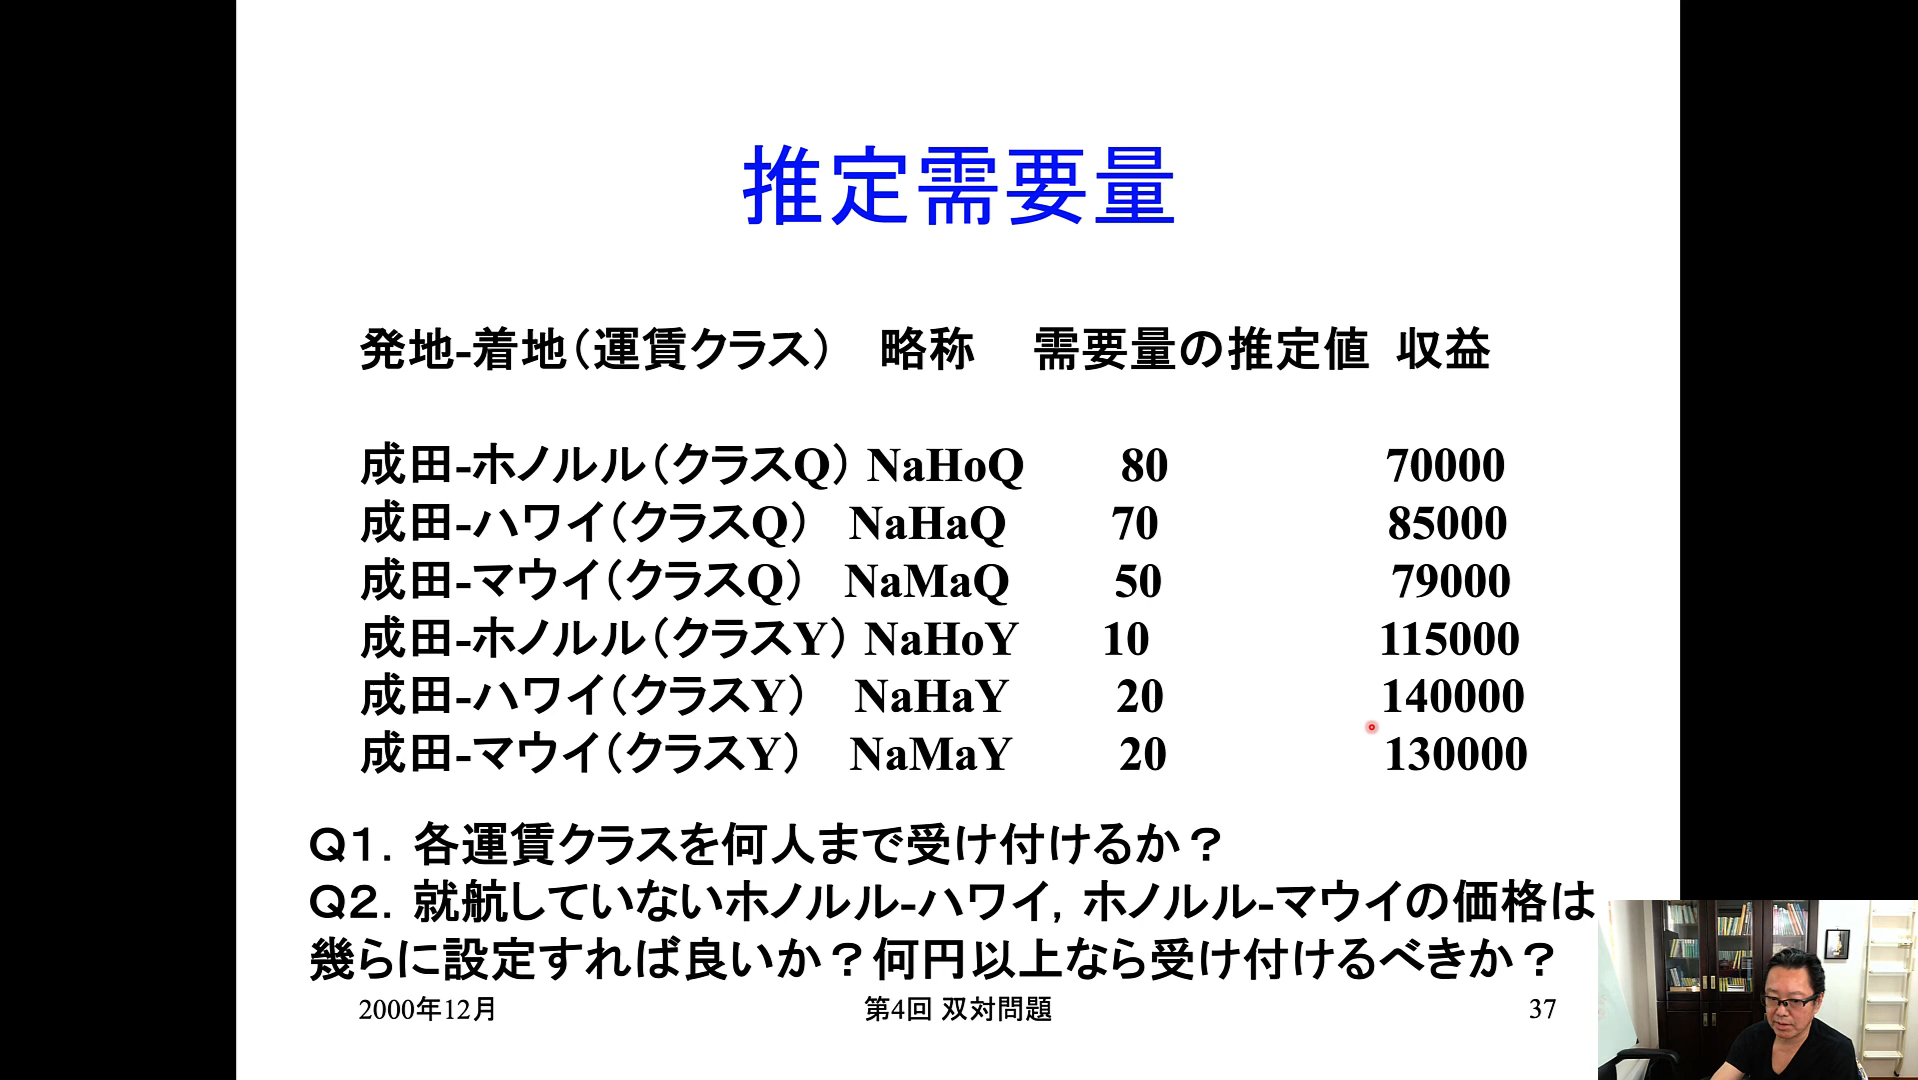 推定需要量
発地-着地（運賃クラス） 略称 需要量の推定値 収益
成田-ホノルル（クラスQ） NaHoQ 80 70000
成田-ハワイ（クラスQ） NaHaQ 70 85000
成田-マウイ（クラスQ） NaMaQ 50 79000
成田-ホノルル（クラスY） NaHoY 10 115000
成田-ハワイ（クラスY） NaHaY 20 140000
成田-マウイ（クラスY） NaMaY 20 130000
Q１．各運賃クラスを何人まで受け付けるか？
Q２．就航していないホノルル-ハワイ，ホノルル-マウイの価格は
幾らに設定すれば良いか？何円以上なら受け付けるべきか？
2000年12月 第4回 双対問題 37